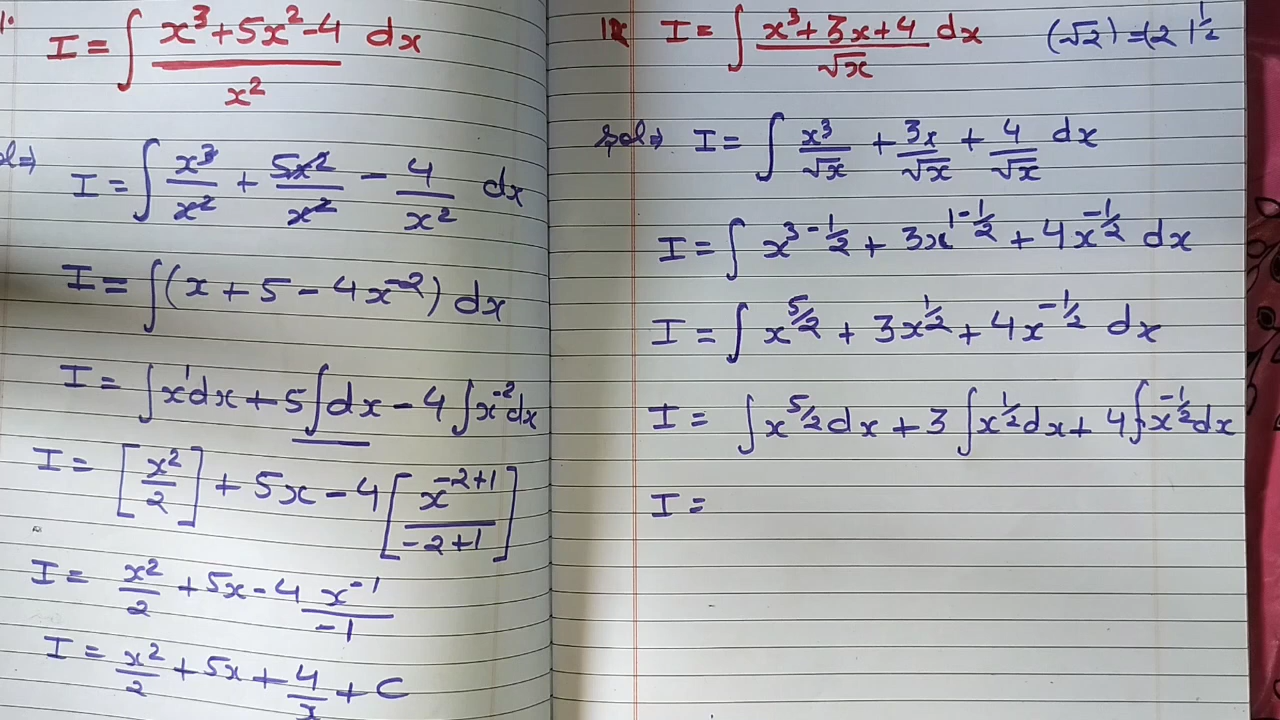 1. I = ∫ (x³+5x²-4)/x² dx
Sol⇒ I = ∫ x³/x² + 5x²/x² - 4/x² dx
I = ∫(x + 5 - 4x⁻²) dx
I = ∫x¹dx + 5∫dx - 4∫x⁻²dx
I = [x²/2] + 5x - 4[x⁻²⁺¹/(-2+1)]
I = x²/2 + 5x - 4 x⁻¹/-1
I = x²/2 + 5x + 4/x + C
I = ∫ (x³+3x+4)/√x dx (√2) = (2)^½
Sol⇒ I = ∫ x³/√x + 3x/√x + 4/√x dx
I = ∫ x^(3-1/2) + 3x^(1-1/2) + 4x^(-1/2) dx
I = ∫ x^(5/2) + 3x^(1/2) + 4x^(-1/2) dx
I = ∫x^(5/2)dx + 3∫x^(1/2)dx + 4∫x^(-1/2)dx
I =